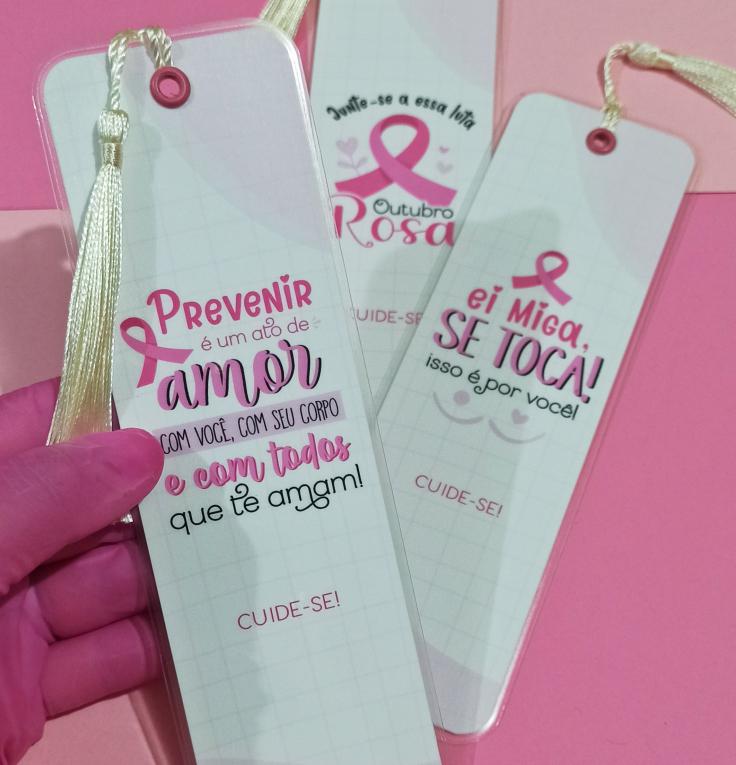 Prevenir
é um ato de
amor
COM VOCÊ, COM SEU CORPO
e com todos
que te amam!
CUIDE-SE!
Junte-se a essa luta
Outubro
Rosa
CUIDE-SE
ei Miga,
SE TOCA!
isso é por você!
CUIDE-SE!